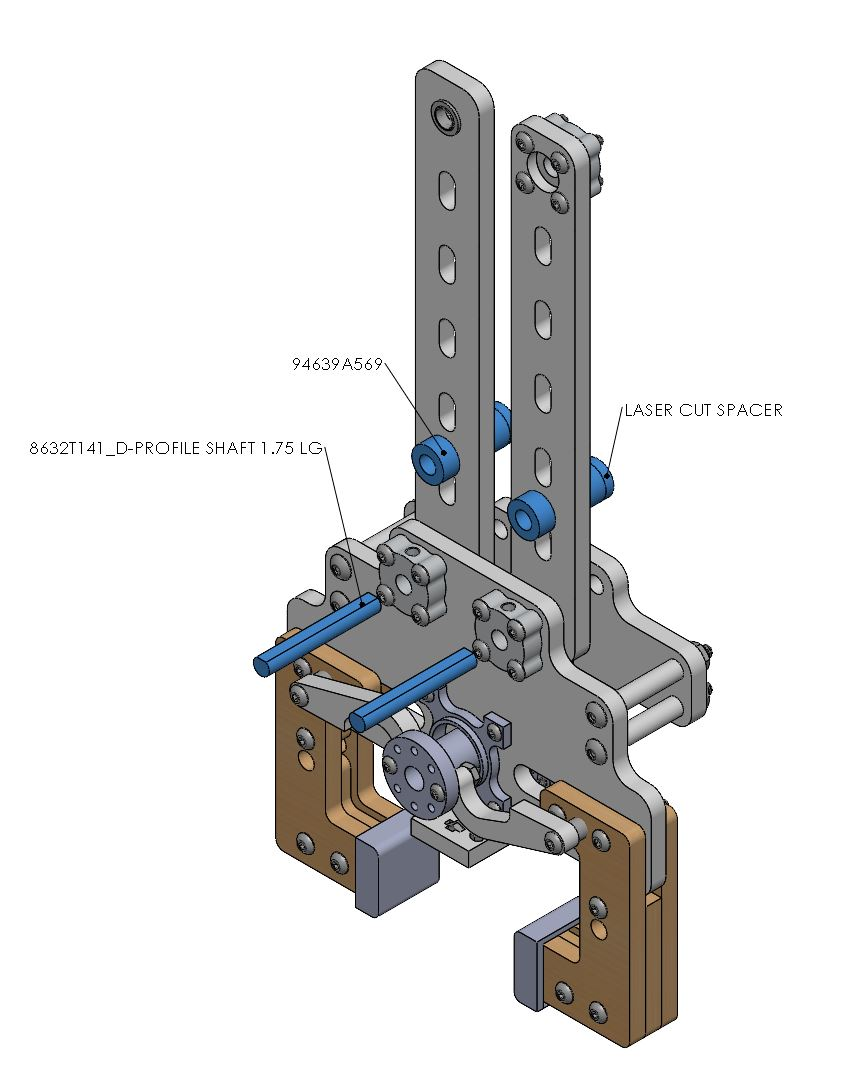 94639A569
LASER CUT SPACER
8632T141_D-PROFILE SHAFT 1.75 LG